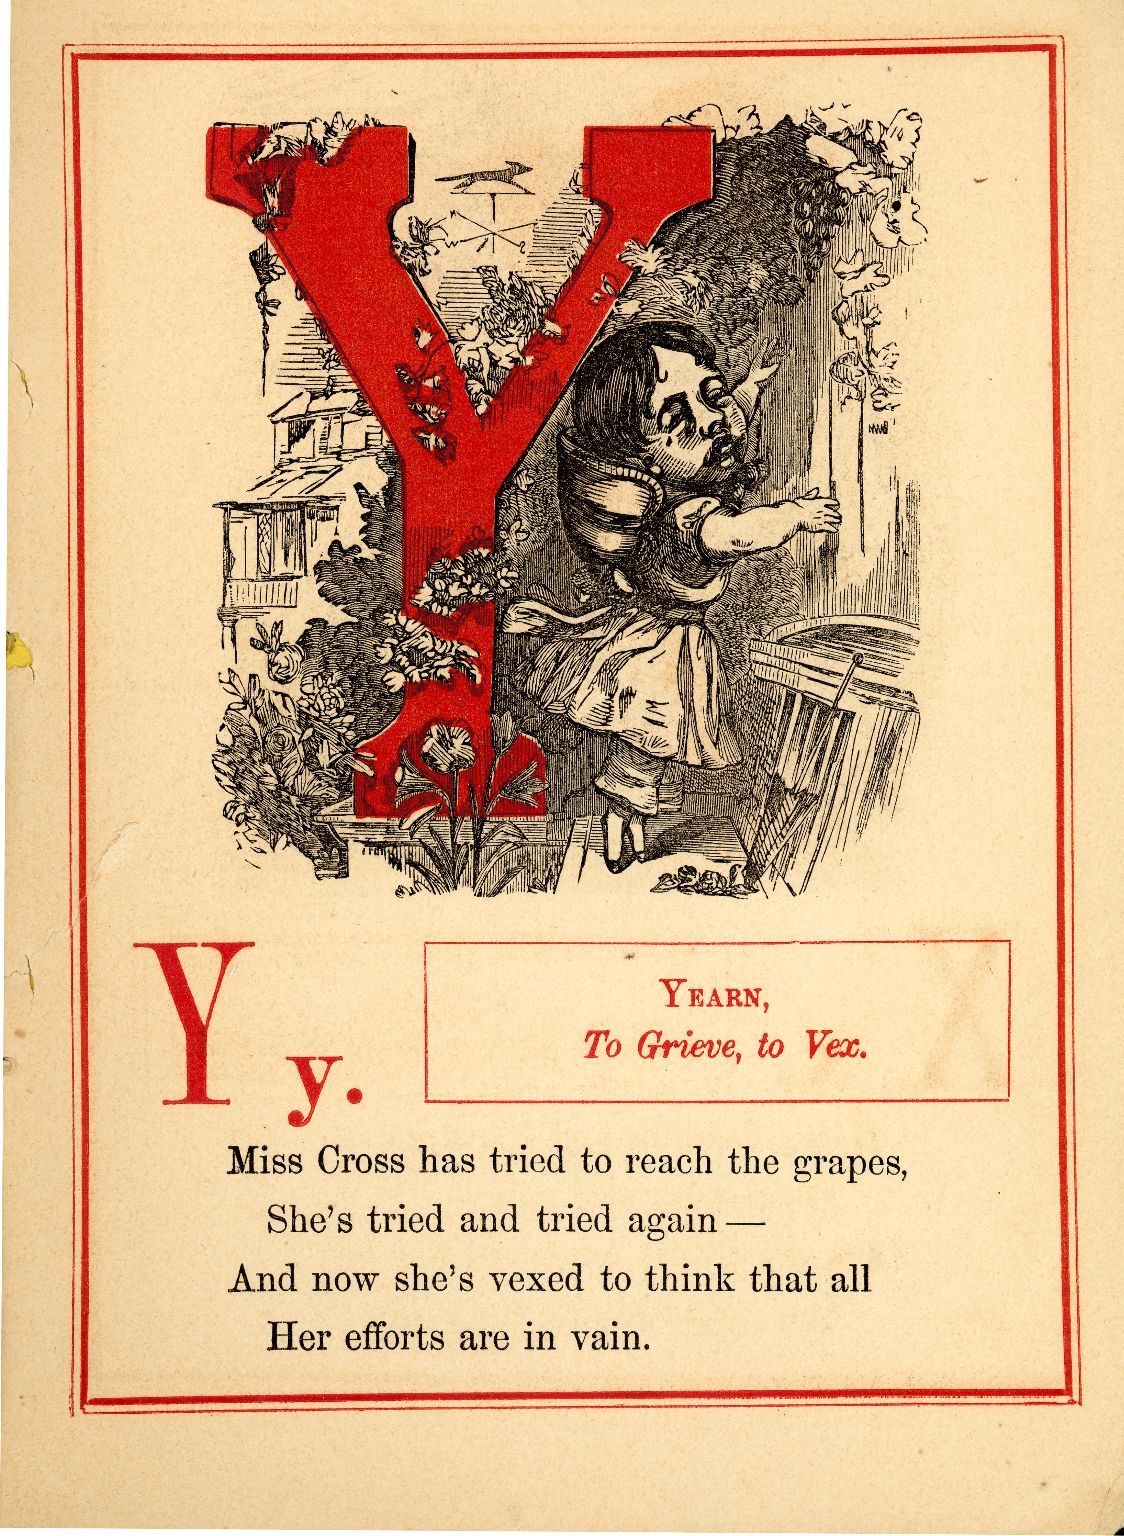 Y
Y y.
YEARN,
To Grieve, to Vex.
Miss Cross has tried to reach the grapes,
She's tried and tried again —
And now she's vexed to think that all
Her efforts are in vain.